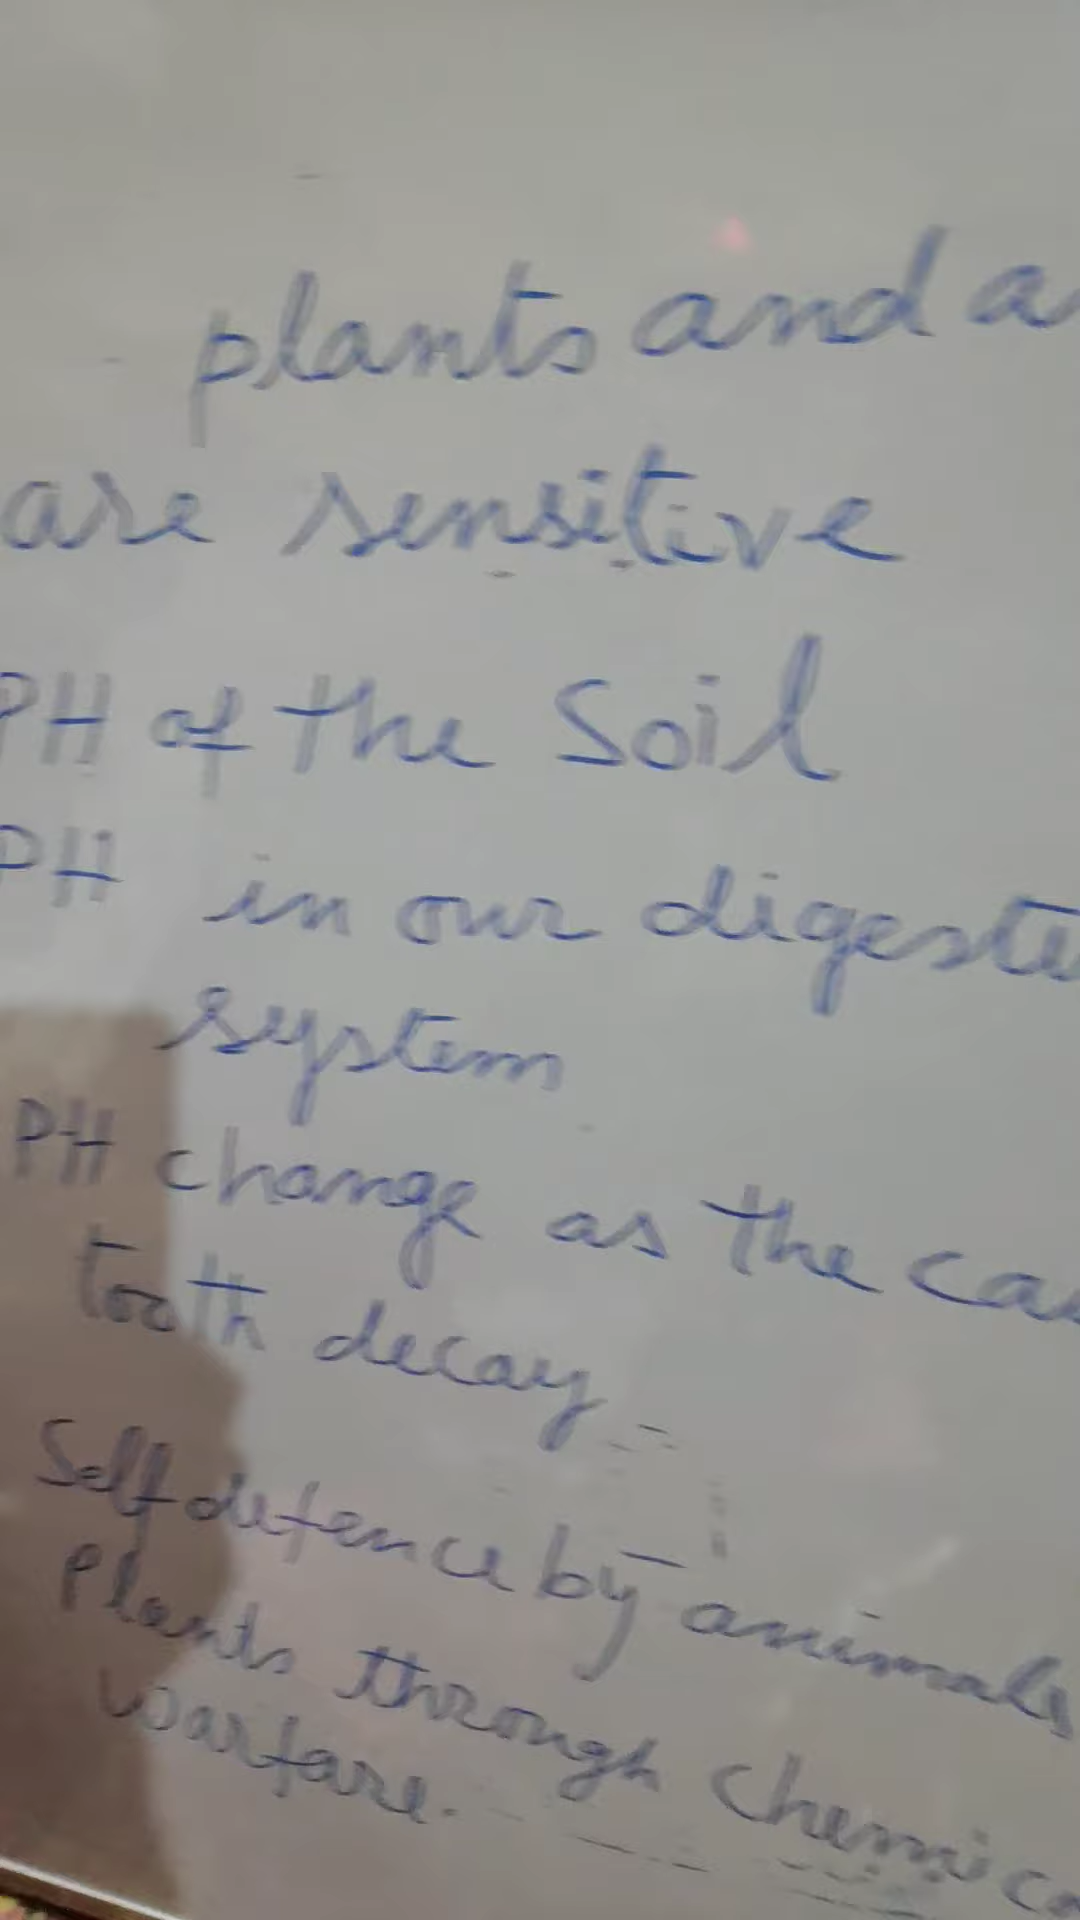 plants and a
are sensitive
PH of the Soil
PH in our digesti
system
PH change as the ca
tooth decay
Self defence by animals
Plants through chemic
warfare.